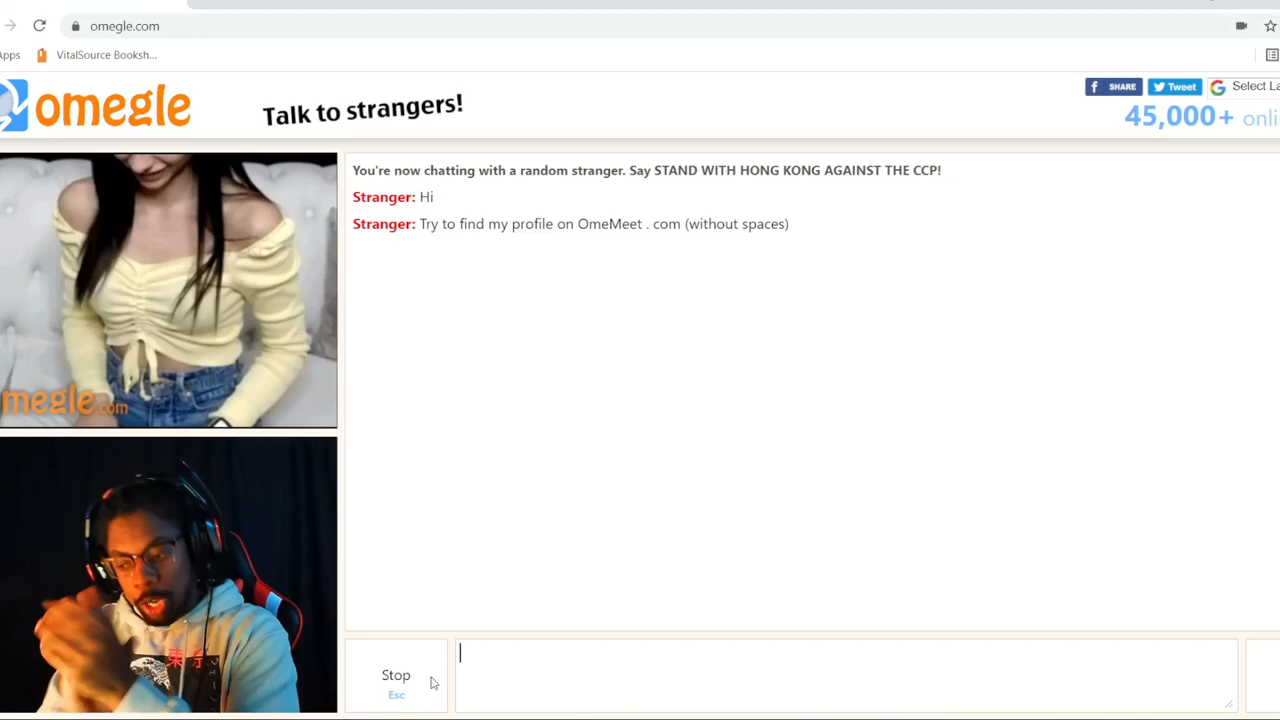 omegle.com
Apps
VitalSource Booksh...
omegle
Talk to strangers!
SHARE
Tweet
Select La
45,000+ onli
You're now chatting with a random stranger. Say STAND WITH HONG KONG AGAINST THE CCP!
Stranger: Hi
Stranger: Try to find my profile on OmeMeet . com (without spaces)
megle.com
Stop
Esc